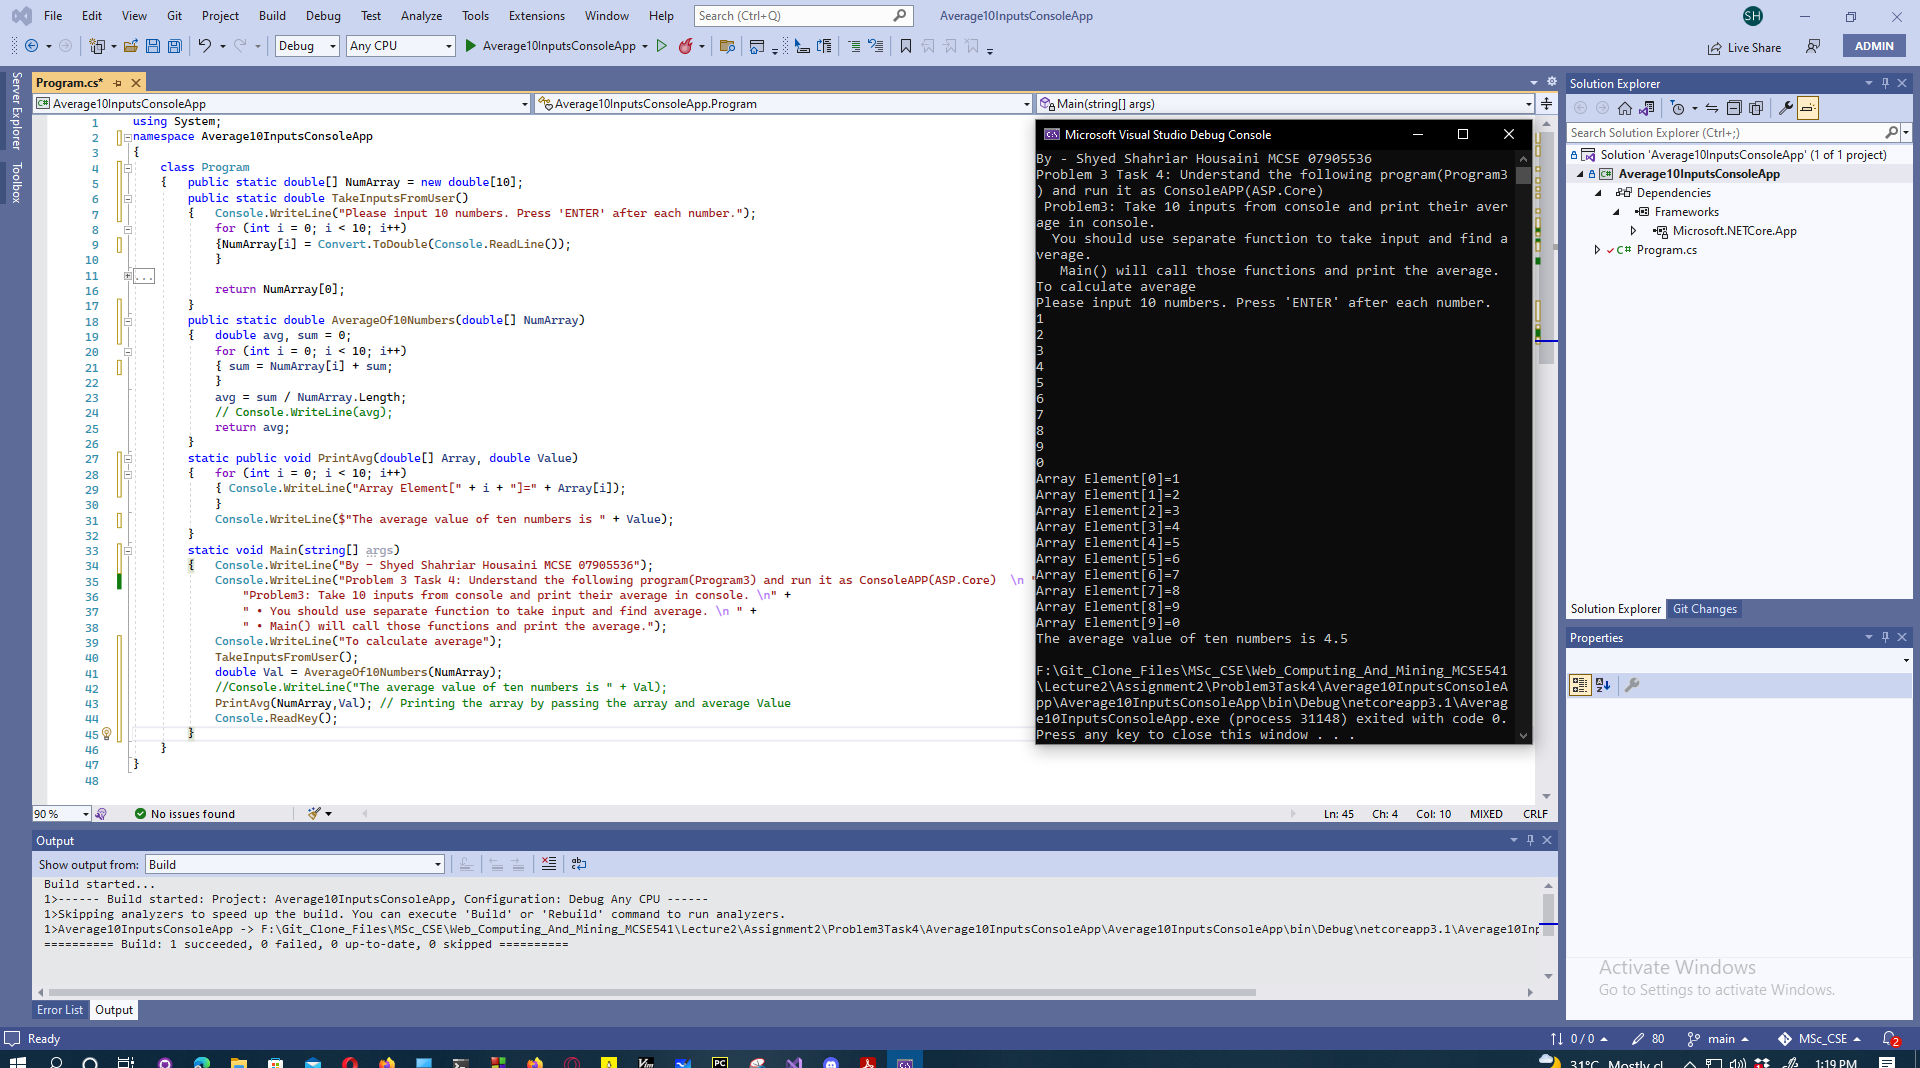 File Edit View Git Project Build Debug Test Analyze Tools Extensions Window Help Search (Ctrl+Q) Average10InputsConsoleApp SH
Debug Any CPU Average10InputsConsoleApp Live Share ADMIN
Server Explorer
Toolbox
Program.cs*
Average10InputsConsoleApp Average10InputsConsoleApp.Program Main(string[] args)
1 using System;
2 namespace Average10InputsConsoleApp
3 {
4 class Program
5 { public static double[] NumArray = new double[10];
6 public static double TakeInputsFromUser()
7 { Console.WriteLine("Please input 10 numbers. Press 'ENTER' after each number.");
8 for (int i = 0; i < 10; i++)
9 {NumArray[i] = Convert.ToDouble(Console.ReadLine());
10 }
11 ...
16 return NumArray[0];
17 }
18 public static double AverageOf10Numbers(double[] NumArray)
19 { double avg, sum = 0;
20 for (int i = 0; i < 10; i++)
21 { sum = NumArray[i] + sum;
22 }
23 avg = sum / NumArray.Length;
24 // Console.WriteLine(avg);
25 return avg;
26 }
27 static public void PrintAvg(double[] Array, double Value)
28 { for (int i = 0; i < 10; i++)
29 { Console.WriteLine("Array Element[" + i + "]=" + Array[i]);
30 }
31 Console.WriteLine($"The average value of ten numbers is " + Value);
32 }
33 static void Main(string[] args)
34 { Console.WriteLine("By - Shyed Shahriar Housaini MCSE 07905536");
35 Console.WriteLine("Problem 3 Task 4: Understand the following program(Program3) and run it as ConsoleAPP(ASP.Core) \n "
36 "Problem3: Take 10 inputs from console and print their average in console. \n" +
37 " • You should use separate function to take input and find average. \n " +
38 " • Main() will call those functions and print the average.");
39 Console.WriteLine("To calculate average");
40 TakeInputsFromUser();
41 double Val = AverageOf10Numbers(NumArray);
42 //Console.WriteLine("The average value of ten numbers is " + Val);
43 PrintAvg(NumArray,Val); // Printing the array by passing the array and average Value
44 Console.ReadKey();
45 }
46 }
47 }
48
90 % No issues found Ln: 45 Ch: 4 Col: 10 MIXED CRLF
Microsoft Visual Studio Debug Console
By - Shyed Shahriar Housaini MCSE 07905536
Problem 3 Task 4: Understand the following program(Program3
) and run it as ConsoleAPP(ASP.Core)
Problem3: Take 10 inputs from console and print their aver
age in console.
You should use separate function to take input and find a
verage.
Main() will call those functions and print the average.
To calculate average
Please input 10 numbers. Press 'ENTER' after each number.
1
2
3
4
5
6
7
8
9
0
Array Element[0]=1
Array Element[1]=2
Array Element[2]=3
Array Element[3]=4
Array Element[4]=5
Array Element[5]=6
Array Element[6]=7
Array Element[7]=8
Array Element[8]=9
Array Element[9]=0
The average value of ten numbers is 4.5
F:\Git_Clone_Files\MSc_CSE\Web_Computing_And_Mining_MCSE541
\Lecture2\Assignment2\Problem3Task4\Average10InputsConsoleA
pp\Average10InputsConsoleApp\bin\Debug\netcoreapp3.1\Averag
e10InputsConsoleApp.exe (process 31148) exited with code 0.
Press any key to close this window . . .
Solution Explorer
Search Solution Explorer (Ctrl+;)
Solution 'Average10InputsConsoleApp' (1 of 1 project)
Average10InputsConsoleApp
Dependencies
Frameworks
Microsoft.NETCore.App
C# Program.cs
Solution Explorer Git Changes
Properties
Output
Show output from: Build
Build started...
1>------ Build started: Project: Average10InputsConsoleApp, Configuration: Debug Any CPU ------
1>Skipping analyzers to speed up the build. You can execute 'Build' or 'Rebuild' command to run analyzers.
1>Average10InputsConsoleApp -> F:\Git_Clone_Files\MSc_CSE\Web_Computing_And_Mining_MCSE541\Lecture2\Assignment2\Problem3Task4\Average10InputsConsoleApp\Average10InputsConsoleApp\bin\Debug\netcoreapp3.1\Average10Inp
========== Build: 1 succeeded, 0 failed, 0 up-to-date, 0 skipped ==========
Activate Windows
Go to Settings to activate Windows.
Error List Output
Ready 0 / 0 80 main MSc_CSE 2
PC 31°C Mostly cl 1:19 PM